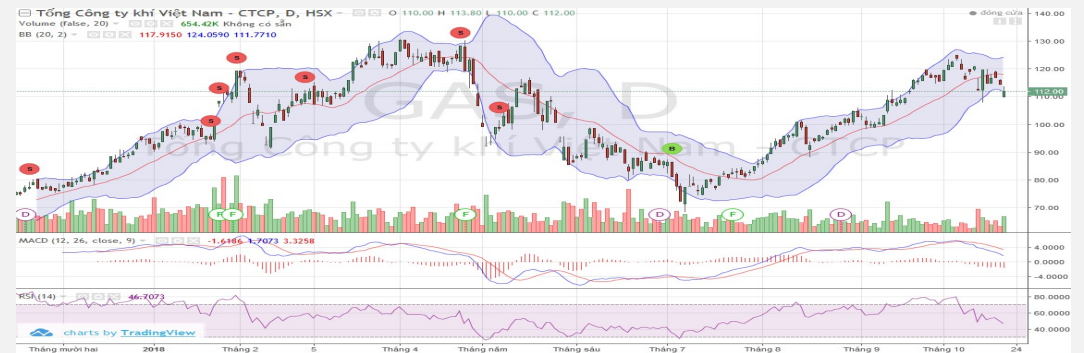 Tổng Công ty khí Việt Nam - CTCP, D, HSX O 110.00 H 113.80 L 110.00 C 112.00
đóng cửa
Volume (false, 20) 654.42K Không có sẵn
BB (20, 2) 117.9150 124.0590 111.7710
140.00
130.00
120.00
112.00
110.00
100.00
90.00
80.00
70.00
GAS, D
Tổng Công ty khí Việt Nam - CTCP
S
S
S
S
S
S
S
B
D
F
F
F
D
F
D
MACD (12, 26, close, 9) -1.6186 1.7073 3.3258
4.0000
0.0000
-4.0000
RSI (14) 46.7073
80.0000
60.0000
40.0000
charts by TradingView
Tháng mười hai 2018 Tháng 2 5 Tháng 4 Tháng năm Tháng sáu Tháng 7 Tháng 8 Tháng 9 Tháng 10 24